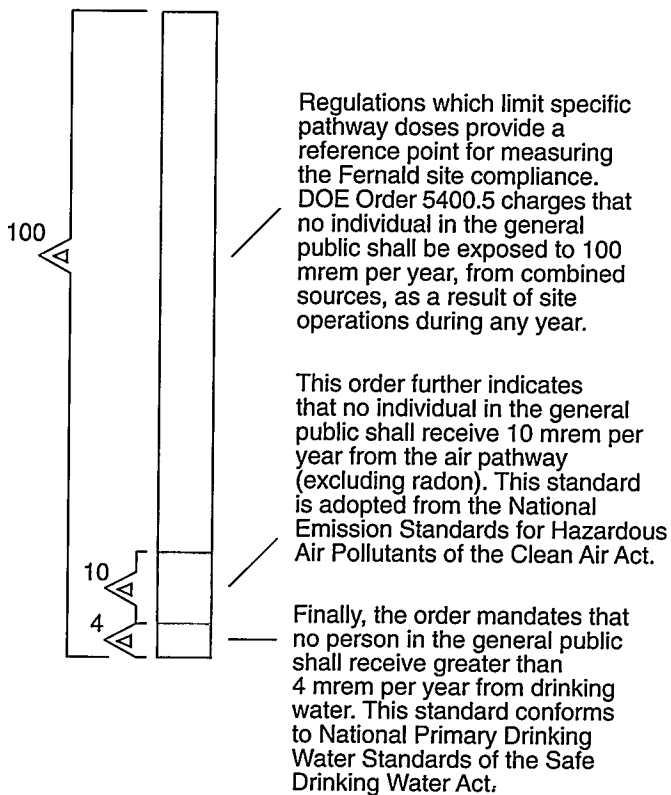 Regulations which limit specific
pathway doses provide a
reference point for measuring
the Fernald site compliance.
DOE Order 5400.5 charges that
no individual in the general
public shall be exposed to 100
mrem per year, from combined
sources, as a result of site
operations during any year.
100
This order further indicates
that no individual in the general
public shall receive 10 mrem per
year from the air pathway
(excluding radon). This standard
is adopted from the National
Emission Standards for Hazardous
Air Pollutants of the Clean Air Act.
10
4
Finally, the order mandates that
no person in the general public
shall receive greater than
4 mrem per year from drinking
water. This standard conforms
to National Primary Drinking
Water Standards of the Safe
Drinking Water Act.